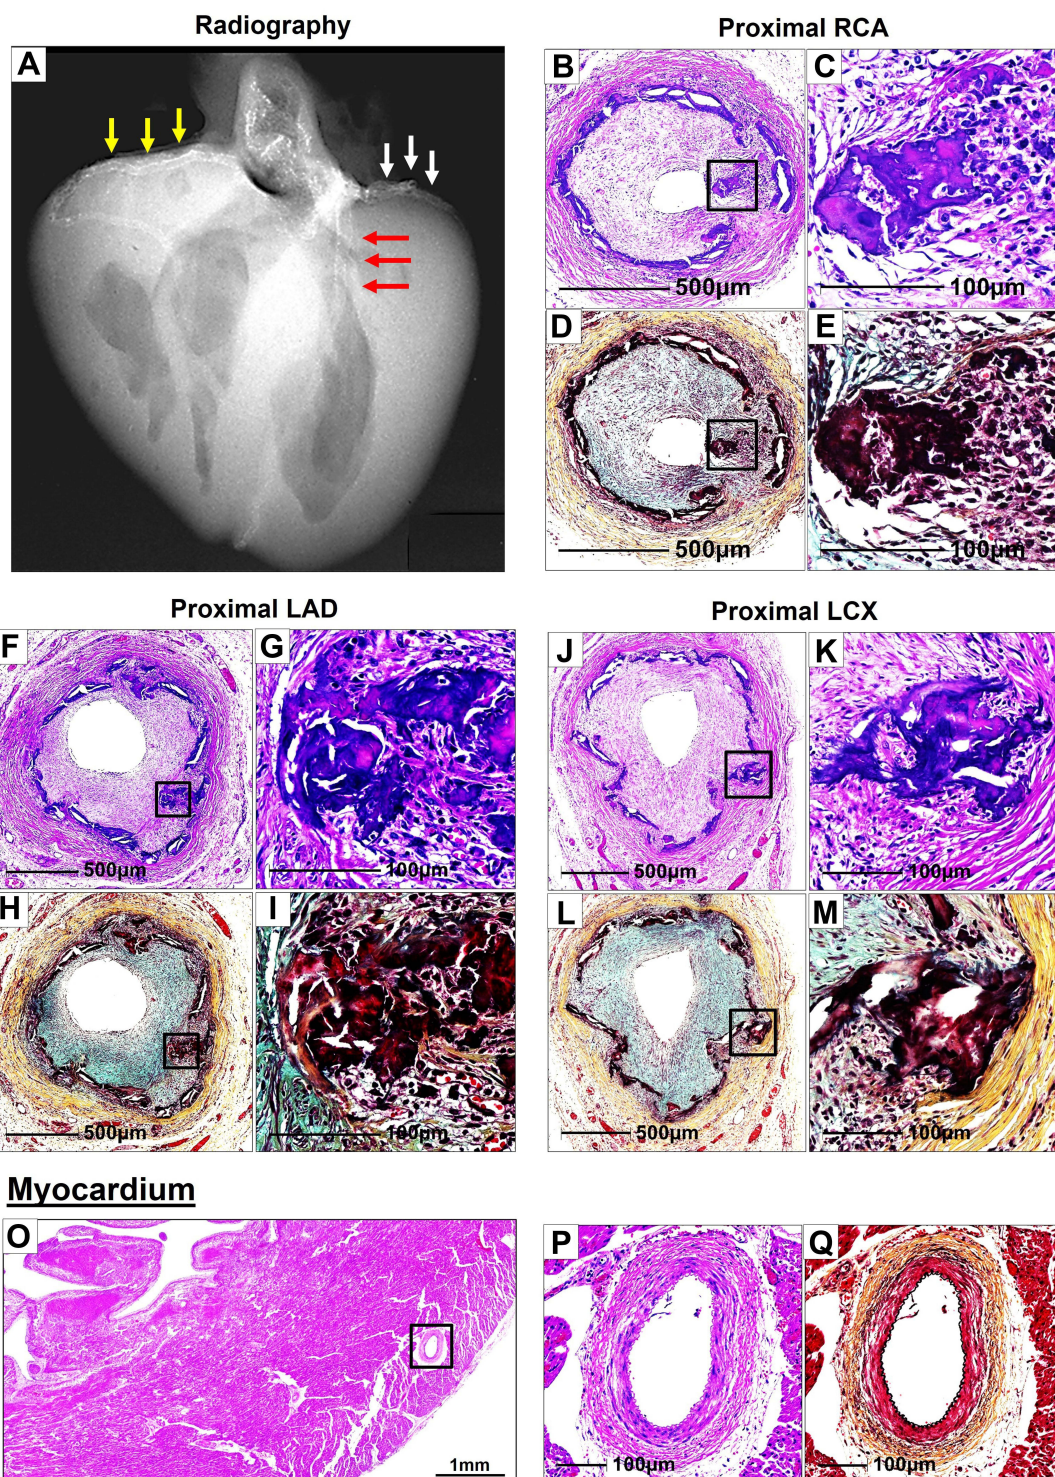 Radiography
Proximal RCA
A
B
C
500μm
100μm
D
E
500μm
100μm
Proximal LAD
Proximal LCX
F
G
J
K
500μm
100μm
500μm
100μm
H
I
L
M
500μm
100μm
500μm
100μm
Myocardium
O
P
Q
1mm
100μm
100μm